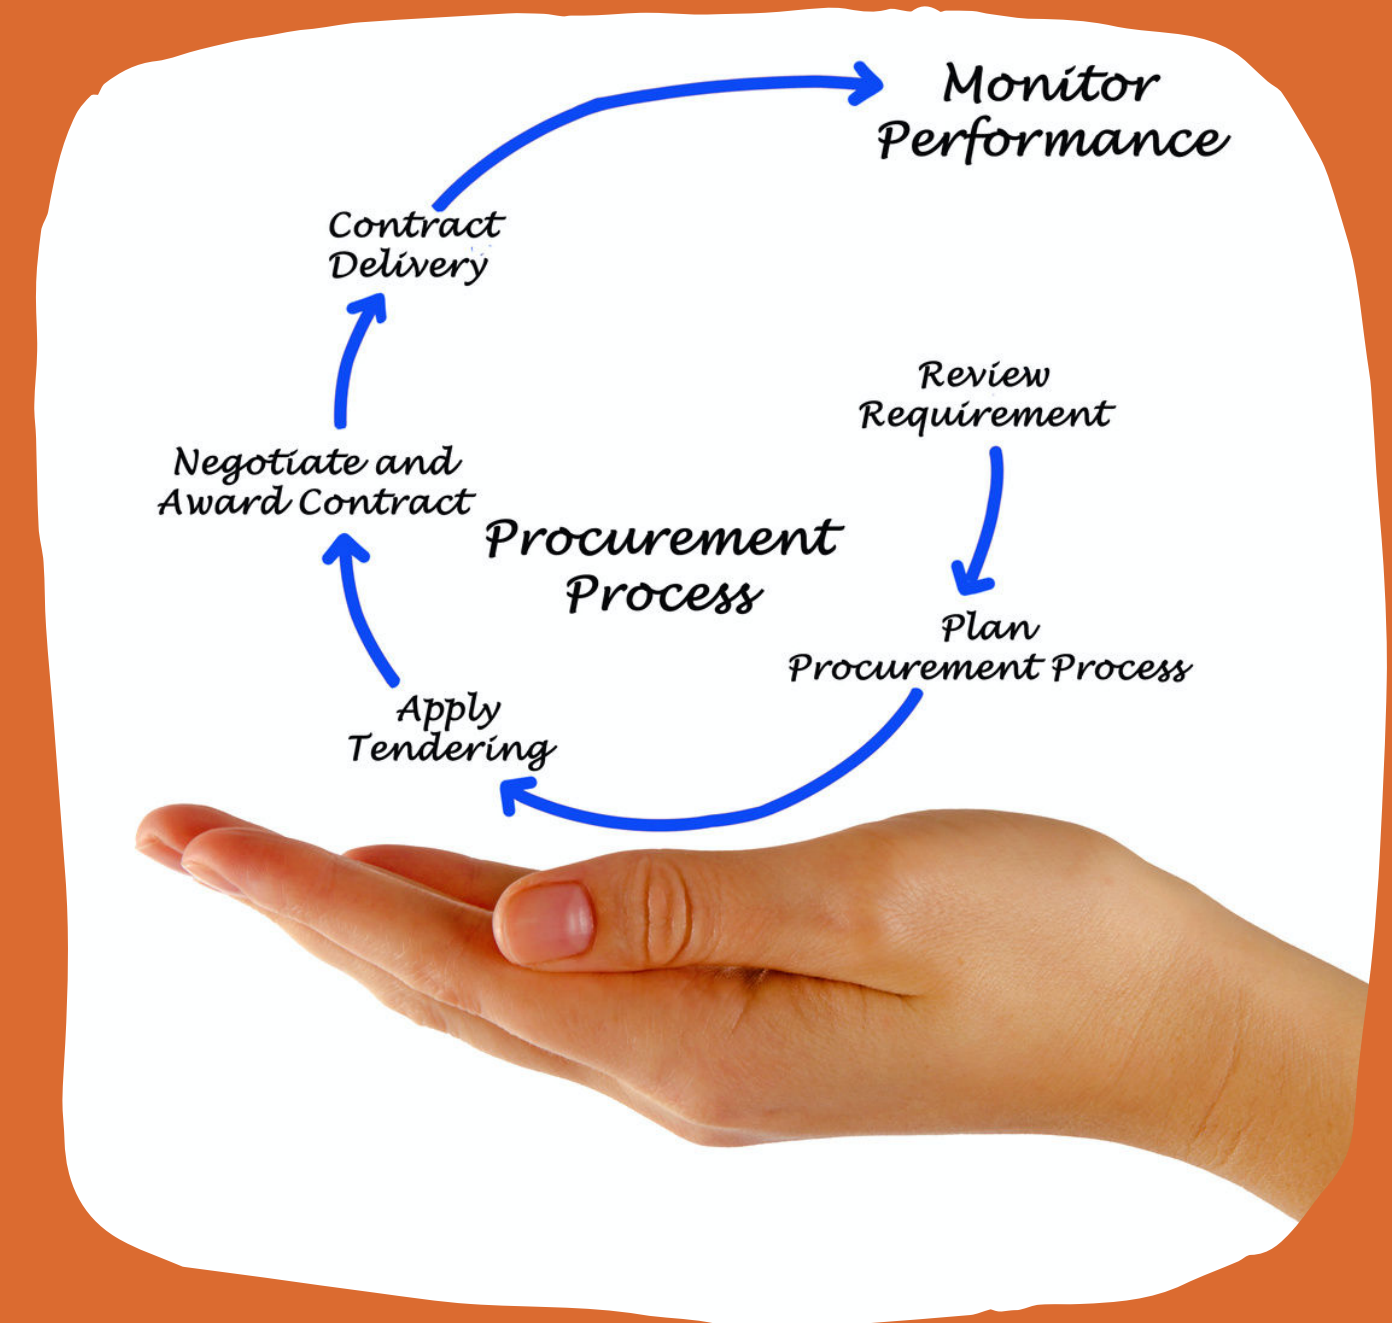 Monitor
Performance
Contract
Delivery
Review
Requirement
Negotiate and
Award Contract
Procurement
Process
Plan
Procurement Process
Apply
Tendering